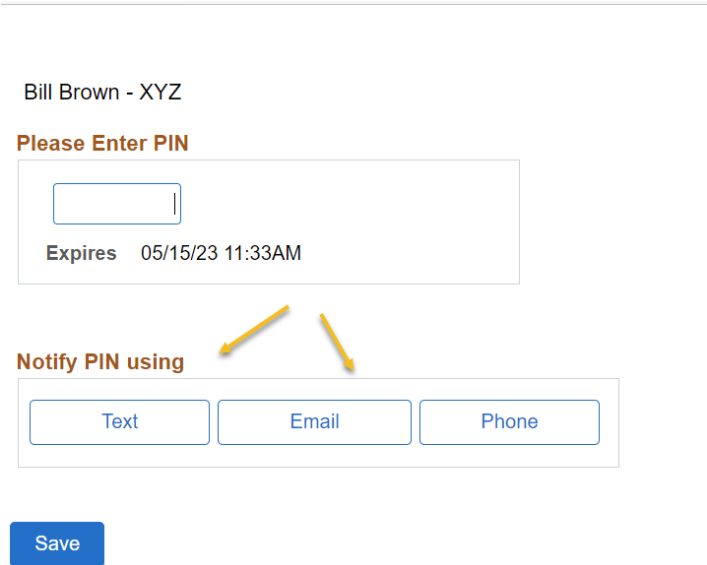 Bill Brown - XYZ
Please Enter PIN
Expires 05/15/23 11:33AM
Notify PIN using
Text Email Phone
Save